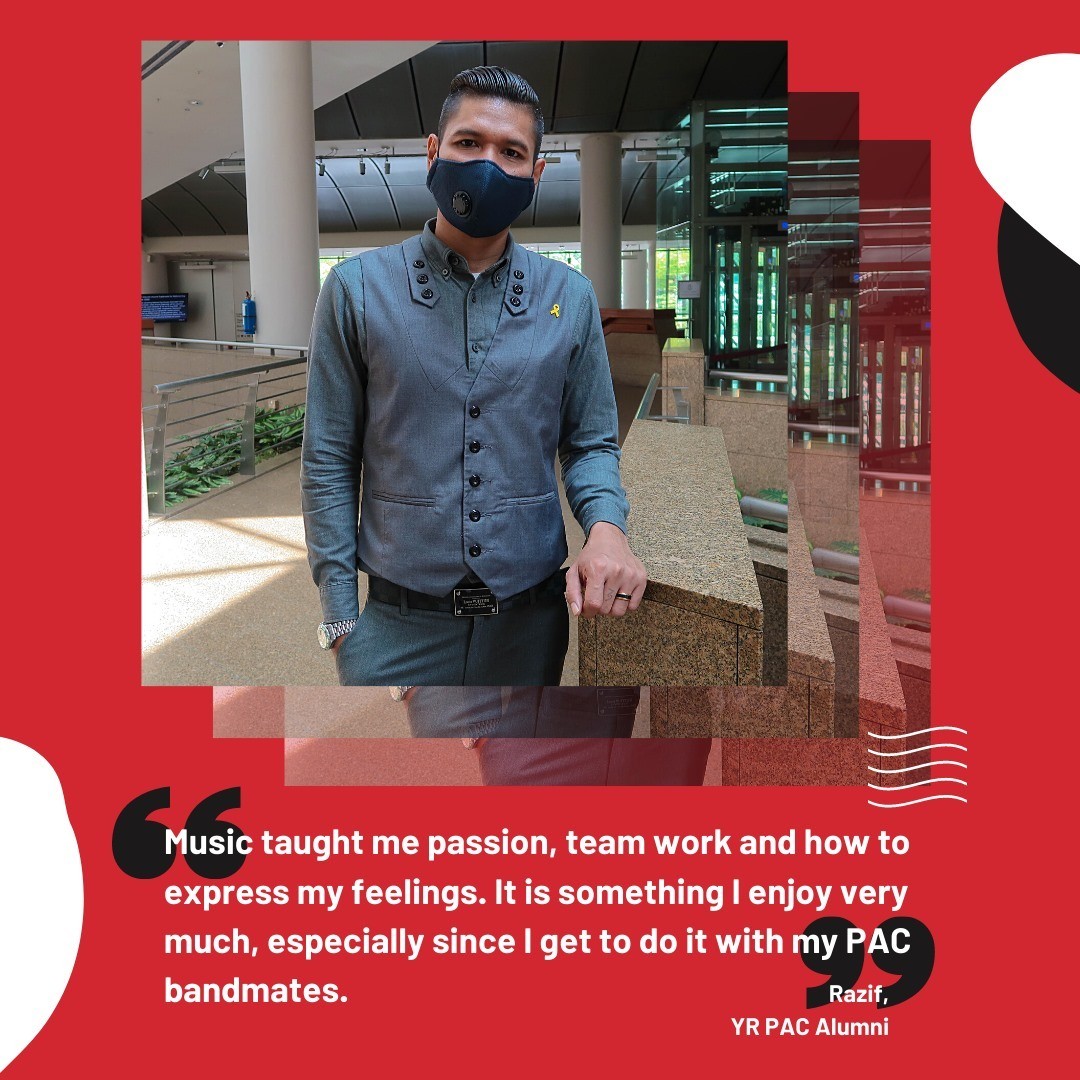 Music taught me passion, team work and how to
express my feelings. It is something I enjoy very
much, especially since I get to do it with my PAC
bandmates.
Razif,
YR PAC Alumni